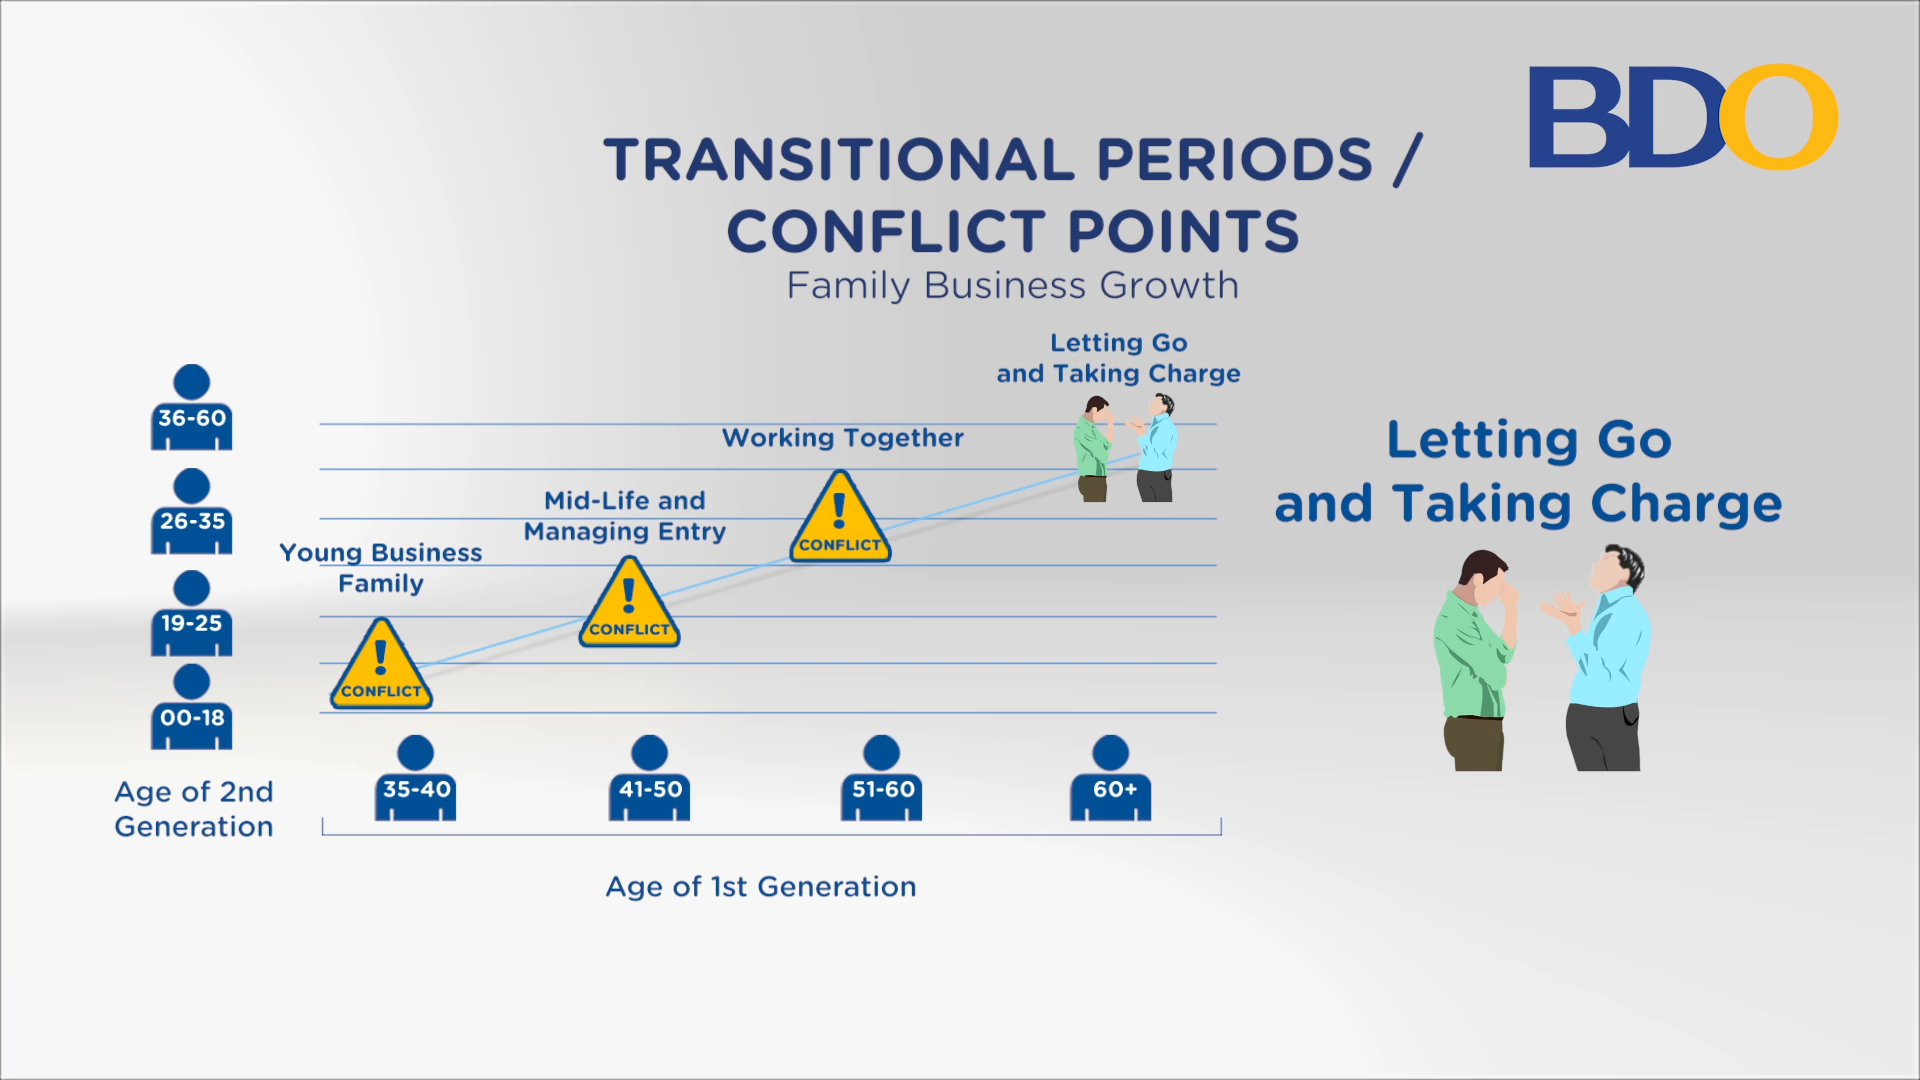 BDO
TRANSITIONAL PERIODS /
CONFLICT POINTS
Family Business Growth
Letting Go
and Taking Charge
Working Together
Mid-Life and
Managing Entry
Young Business
Family
CONFLICT
CONFLICT
CONFLICT
36-60
26-35
19-25
00-18
Age of 2nd
Generation
35-40
41-50
51-60
60+
Age of 1st Generation
Letting Go
and Taking Charge